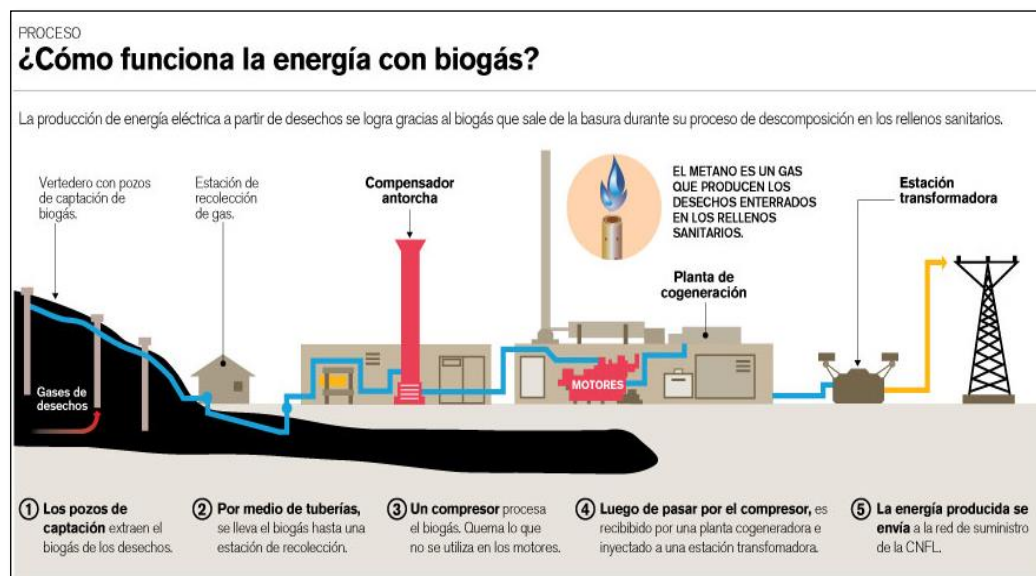 PROCESO
¿Cómo funciona la energía con biogás?
La producción de energía eléctrica a partir de desechos se logra gracias al biogás que sale de la basura durante su proceso de descomposición en los rellenos sanitarios.
Vertedero con pozos
de captación de
biogás.
Estación de
recolección
de gas.
Compensador
antorcha
EL METANO ES UN GAS
QUE PRODUCEN LOS
DESECHOS ENTERRADOS
EN LOS RELLENOS
SANITARIOS.
Estación
transformadora
Planta de
cogeneración
Gases de
desechos
MOTORES
1 Los pozos de
captación extraen el
biogás de los desechos.
2 Por medio de tuberías,
se lleva el biogás hasta una
estación de recolección.
3 Un compresor procesa
el biogás. Quema lo que
no se utiliza en los motores.
4 Luego de pasar por el compresor, es
recibibido por una planta cogeneradora e
inyectado a una estación transfomadora.
5 La energía producida se
envía a la red de suministro
de la CNFL.